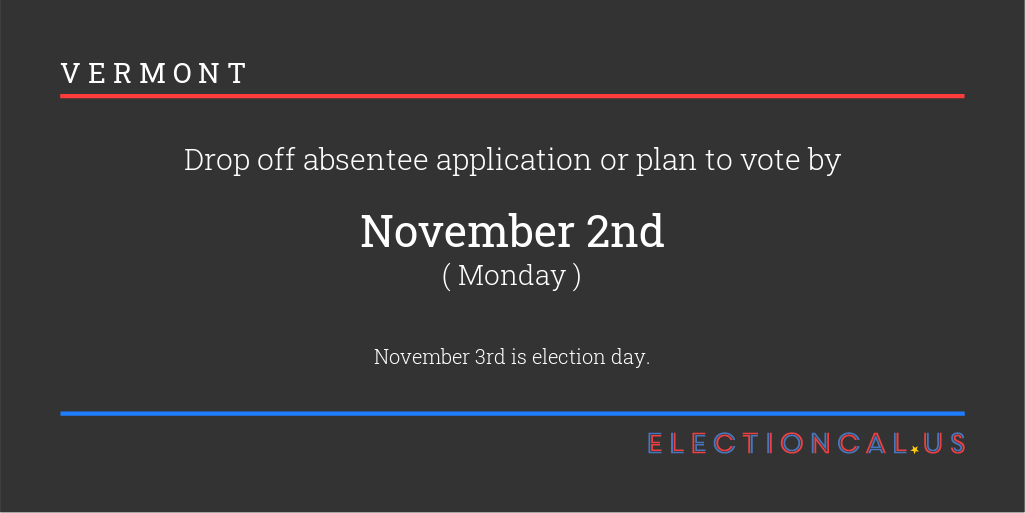 VERMONT
Drop off absentee application or plan to vote by
November 2nd
( Monday )
November 3rd is election day.
ELECTIONCAL.US